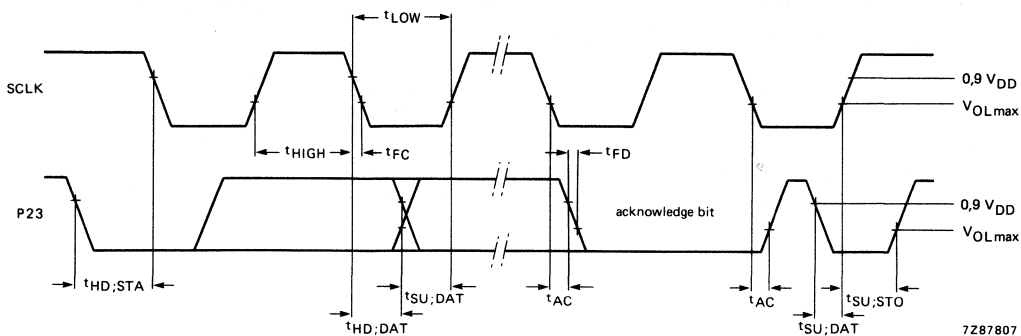 tLOW
SCLK
0,9 VDD
VOLmax
tHIGH
tFC
tFD
P23
acknowledge bit
0,9 VDD
VOLmax
tHD;STA
tSU;DAT
tAC
tAC
tSU;STO
tHD;DAT
tSU;DAT
7Z87807